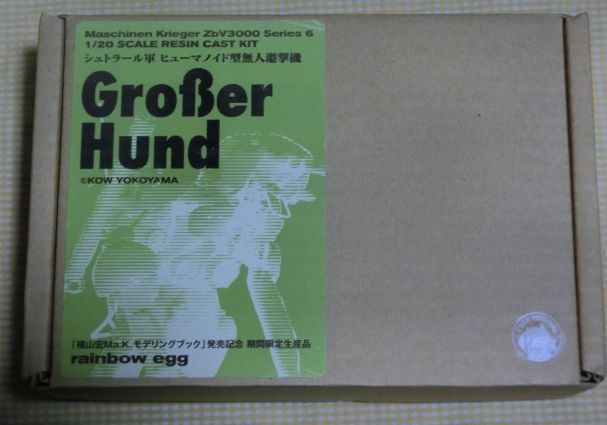 Maschinen Krieger ZbV3000 Series 6
1/20 SCALE RESIN CAST KIT
シュトラール軍 ヒューマノイド型無人邀撃機
Großer
Hund
©KOW YOKOYAMA
「横山宏Ma.K.モデリングブック」発売記念 期間限定生産品
rainbow egg